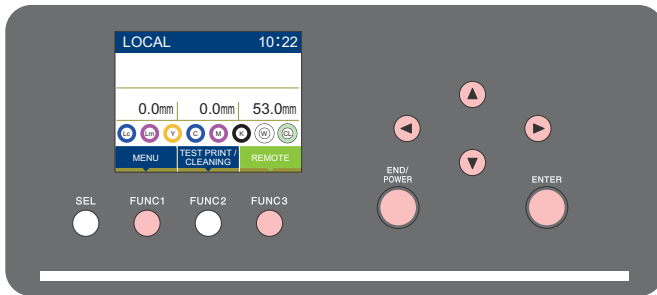 LOCAL 10:22
0.0mm 0.0mm 53.0mm
Lc Lm Y C M K W CL
MENU TEST PRINT / CLEANING REMOTE
SEL FUNC1 FUNC2 FUNC3
END/
POWER
ENTER